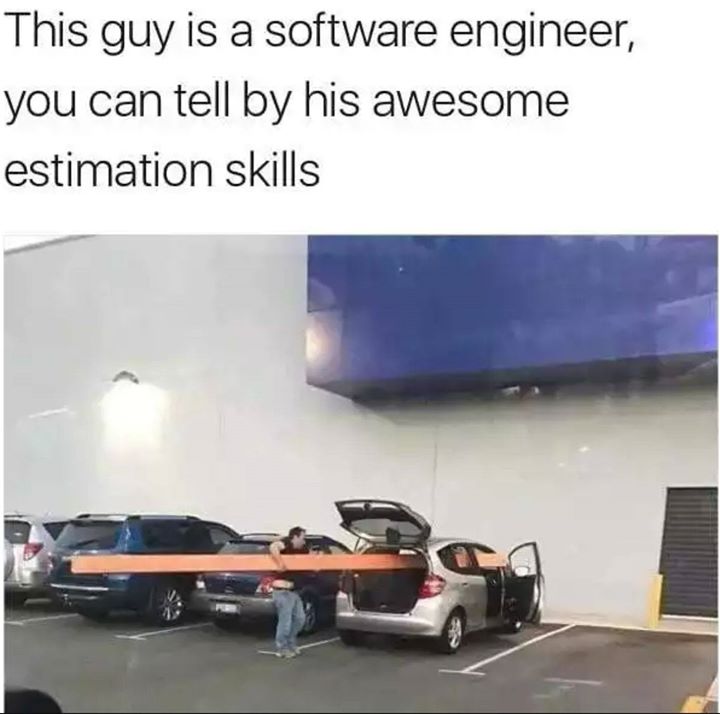 This guy is a software engineer,
you can tell by his awesome
estimation skills